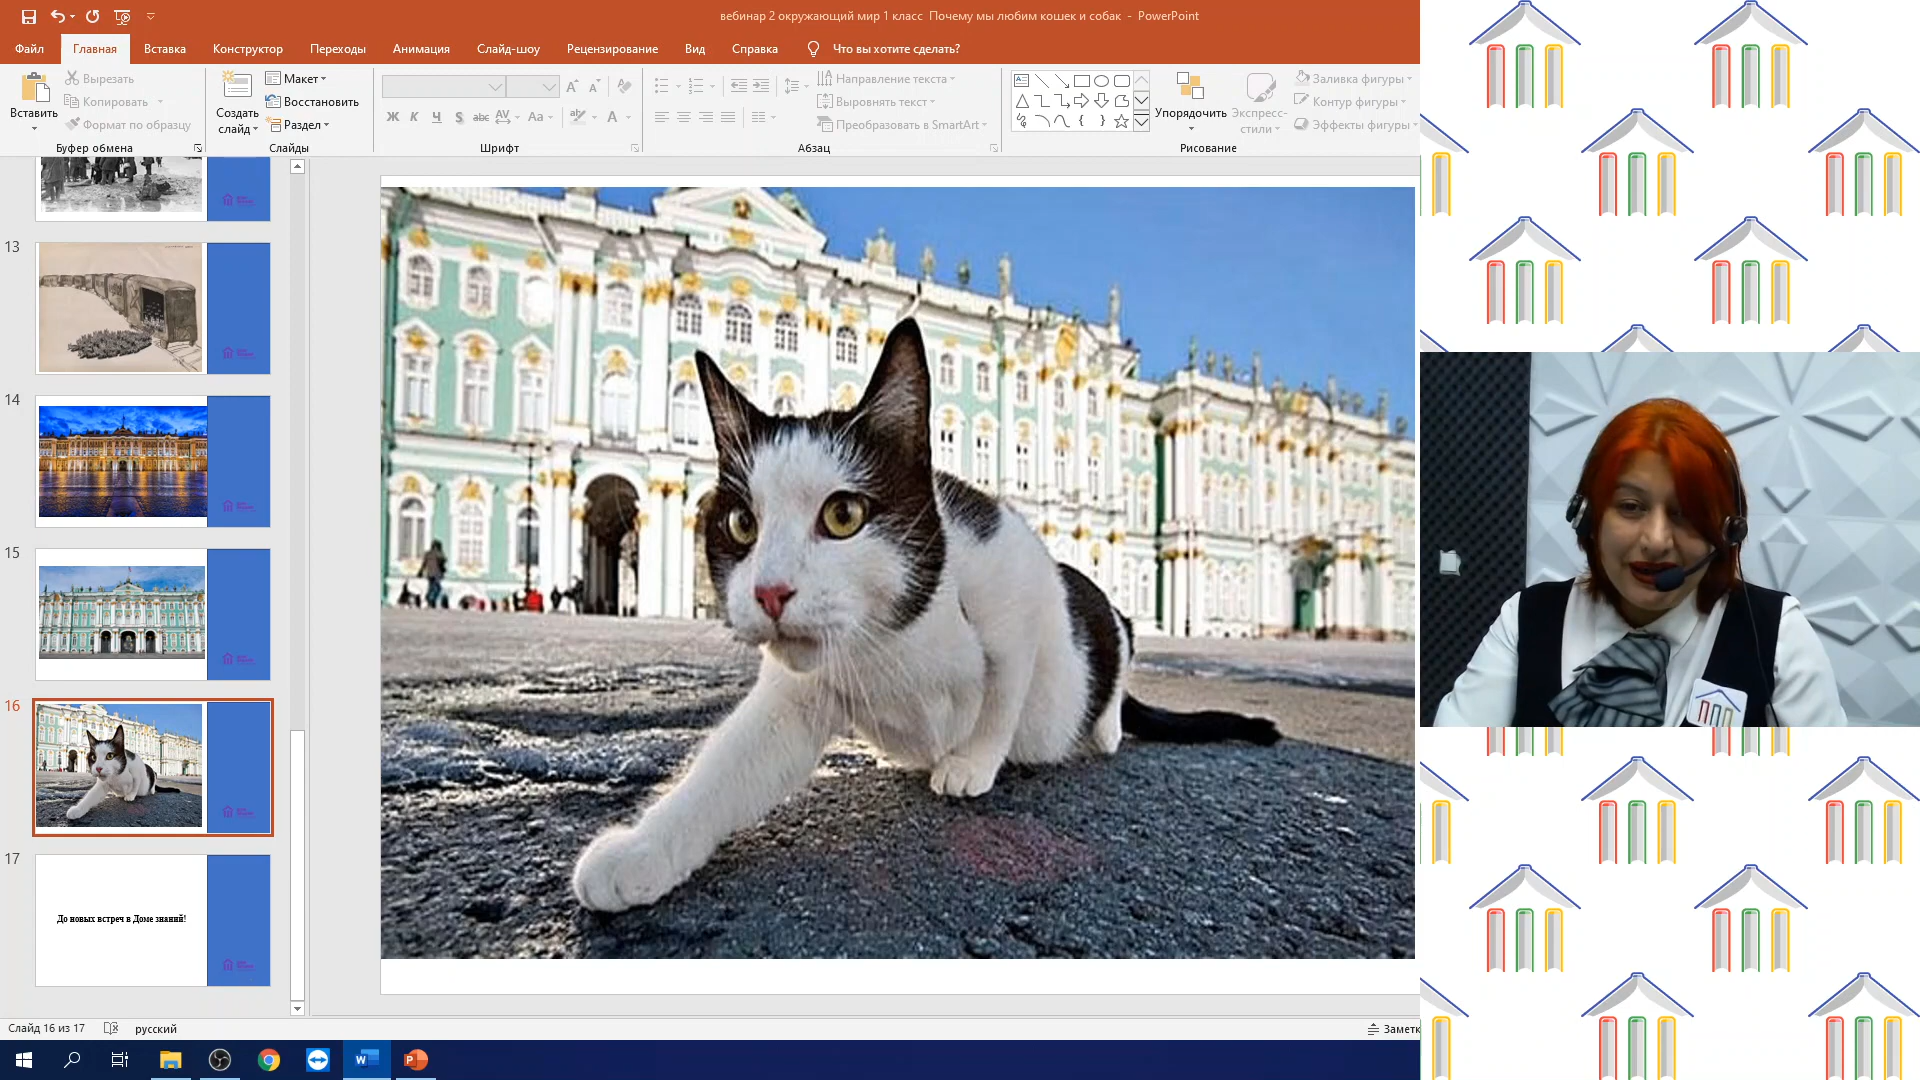 вебинар 2 окружающий мир 1 класс  Почему мы любим кошек и собак  -  PowerPoint
Файл Главная Вставка Конструктор Переходы Анимация Слайд-шоу Рецензирование Вид Справка Что вы хотите сделать?
Вставить
Вырезать
Копировать
Формат по образцу
Буфер обмена
Создать слайд
Макет
Восстановить
Раздел
Слайды
Ж К Ч S abc AV Aa А
Шрифт
Направление текста
Выровнять текст
Преобразовать в SmartArt
Абзац
Упорядочить
Экспресс-стили
Заливка фигуры
Контур фигуры
Эффекты фигуры
Рисование
13
14
15
16
17
До новых встреч в Доме знаний!
Слайд 16 из 17 русский Заметк